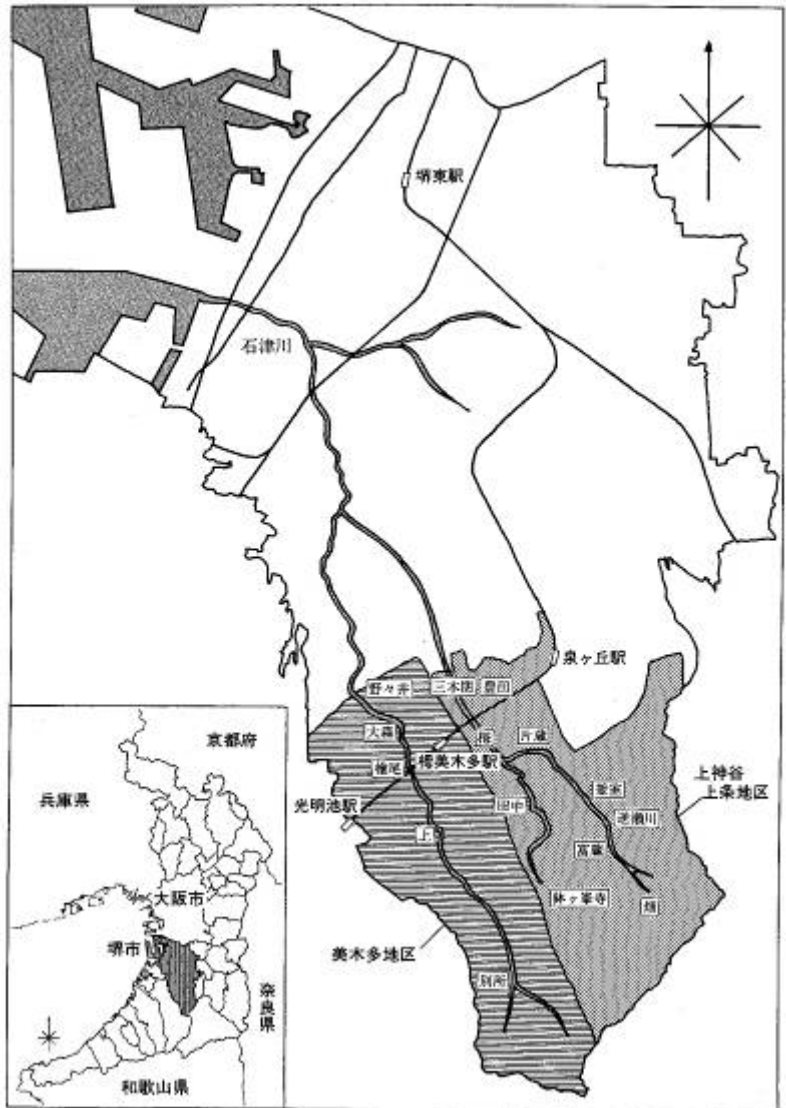 堺東駅
石津川
泉ヶ丘駅
野々井
三木閉
豊田
大森
桜
片蔵
檜尾
栂美木多駅
釜室
上神谷
上条地区
田中
逆瀬川
光明池駅
上
富蔵
鉢ヶ峯寺
畑
美木多地区
別所
京都府
兵庫県
大阪市
堺市
奈良県
和歌山県